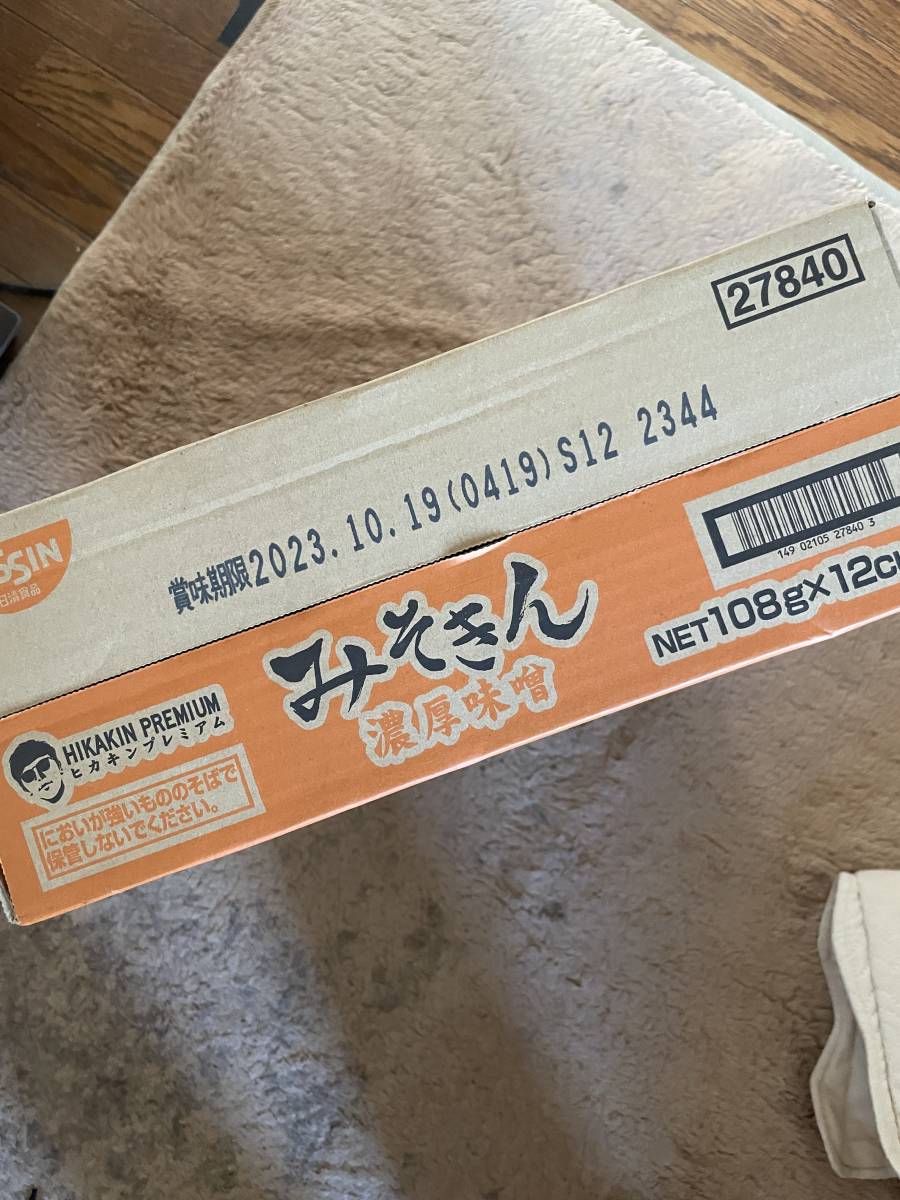 27840
賞味期限2023.10.19(0419)S12 2344
日清食品
みそきん
濃厚味噌
HIKAKIN PREMIUM
ヒカキンプレミアム
においが強いもののそばで
保管しないでください。
149 02105 27840 3
NET108g×12